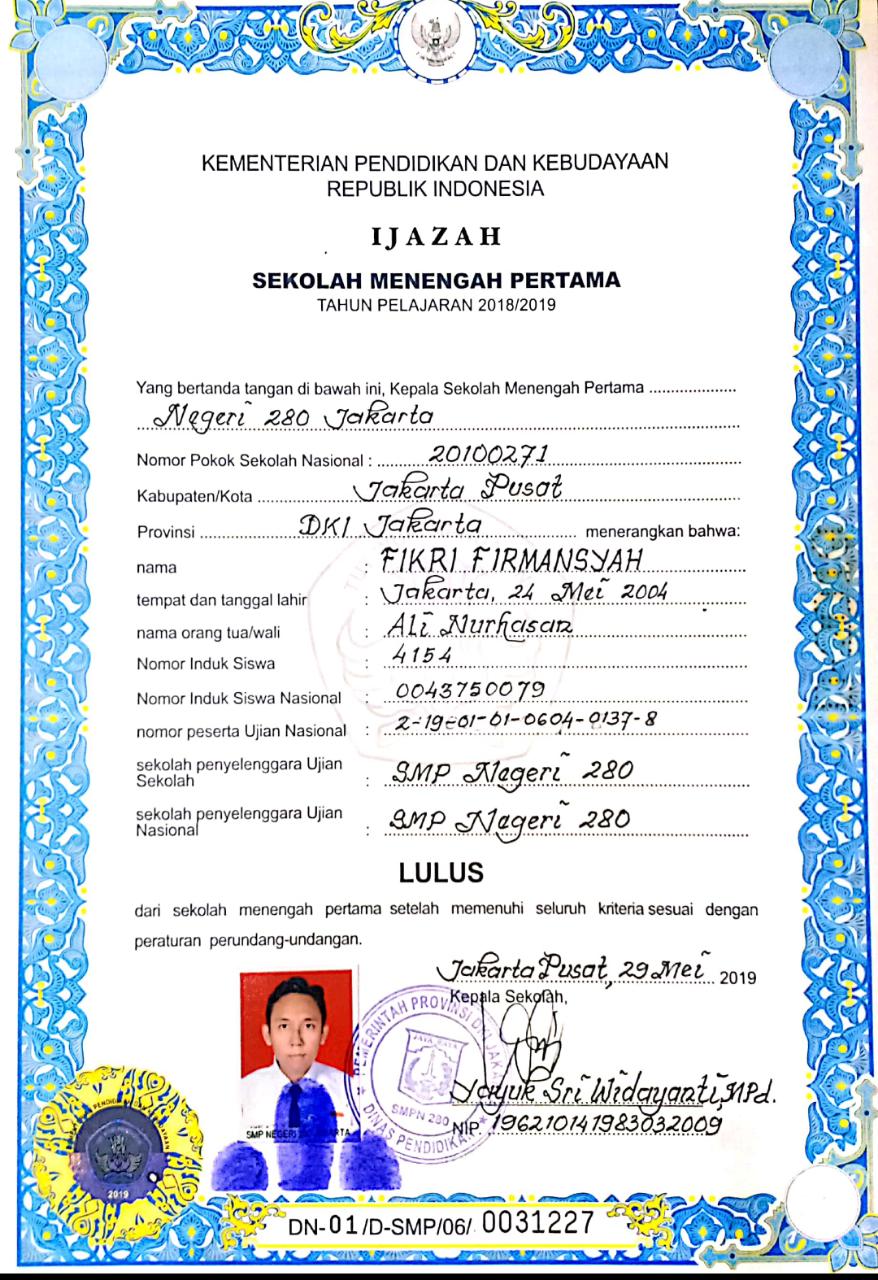 KEMENTERIAN PENDIDIKAN DAN KEBUDAYAAN
REPUBLIK INDONESIA
IJAZAH
SEKOLAH MENENGAH PERTAMA
TAHUN PELAJARAN 2018/2019
Yang bertanda tangan di bawah ini, Kepala Sekolah Menengah Pertama ....................
Negeri 280 Jakarta
Nomor Pokok Sekolah Nasional : 20100271
Kabupaten/Kota Jakarta Pusat
Provinsi DKI Jakarta menerangkan bahwa:
nama : FIKRI FIRMANSYAH
tempat dan tanggal lahir : Jakarta, 24 Mei 2004
nama orang tua/wali : Ali Nurhasan
Nomor Induk Siswa : 4154
Nomor Induk Siswa Nasional : 0043750079
nomor peserta Ujian Nasional : 2-19-01-01-0604-0137-8
sekolah penyelenggara Ujian
Sekolah : SMP Negeri 280
sekolah penyelenggara Ujian
Nasional : SMP Negeri 280
LULUS
dari sekolah menengah pertama setelah memenuhi seluruh kriteria sesuai dengan
peraturan perundang-undangan.
Jakarta Pusat, 29 Mei 2019
Kepala Sekolah,
PEMERINTAH PROVINSI DKI JAKARTA
JAYA RAYA
SMPN 280
DINAS PENDIDIKAN
Yayuk Sri Widayanti, MPd.
NIP. 196210141983032009
SMP NEGERI
2019
DN-01/D-SMP/06/ 0031227